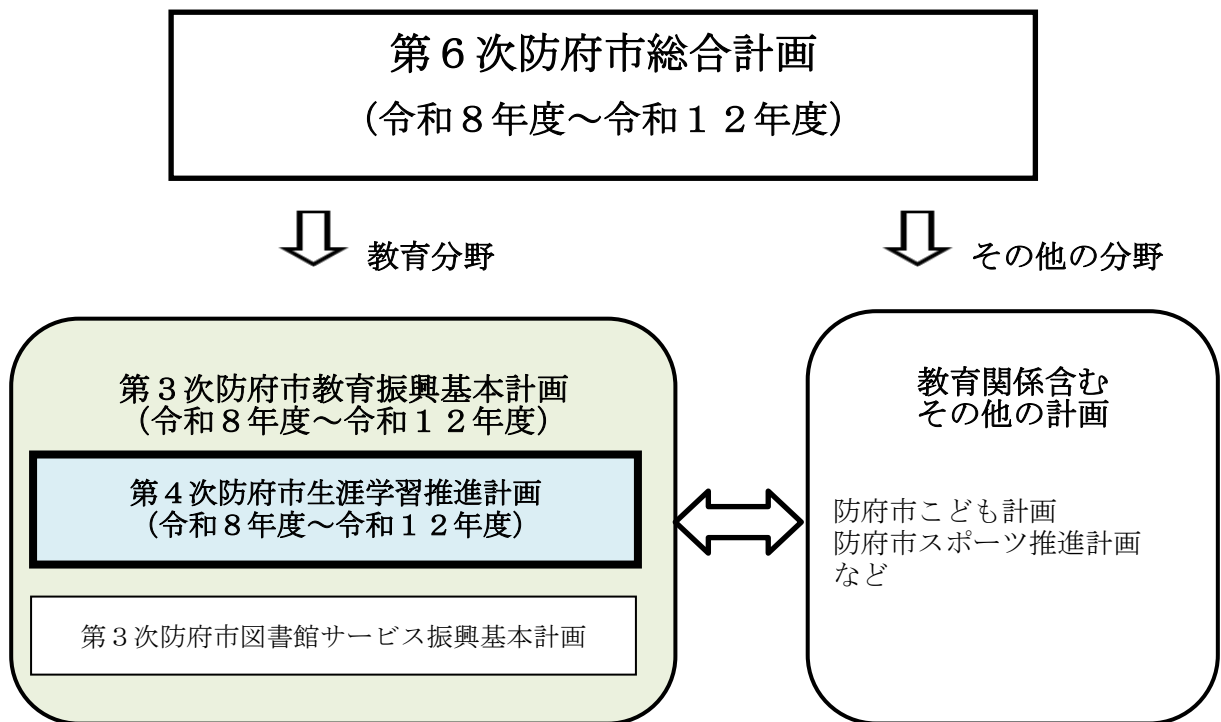 第６次防府市総合計画
（令和８年度～令和１２年度）
教育分野
その他の分野
第３次防府市教育振興基本計画
（令和８年度～令和１２年度）
第４次防府市生涯学習推進計画
（令和８年度～令和１２年度）
第３次防府市図書館サービス振興基本計画
教育関係含む
その他の計画
防府市こども計画
防府市スポーツ推進計画
など